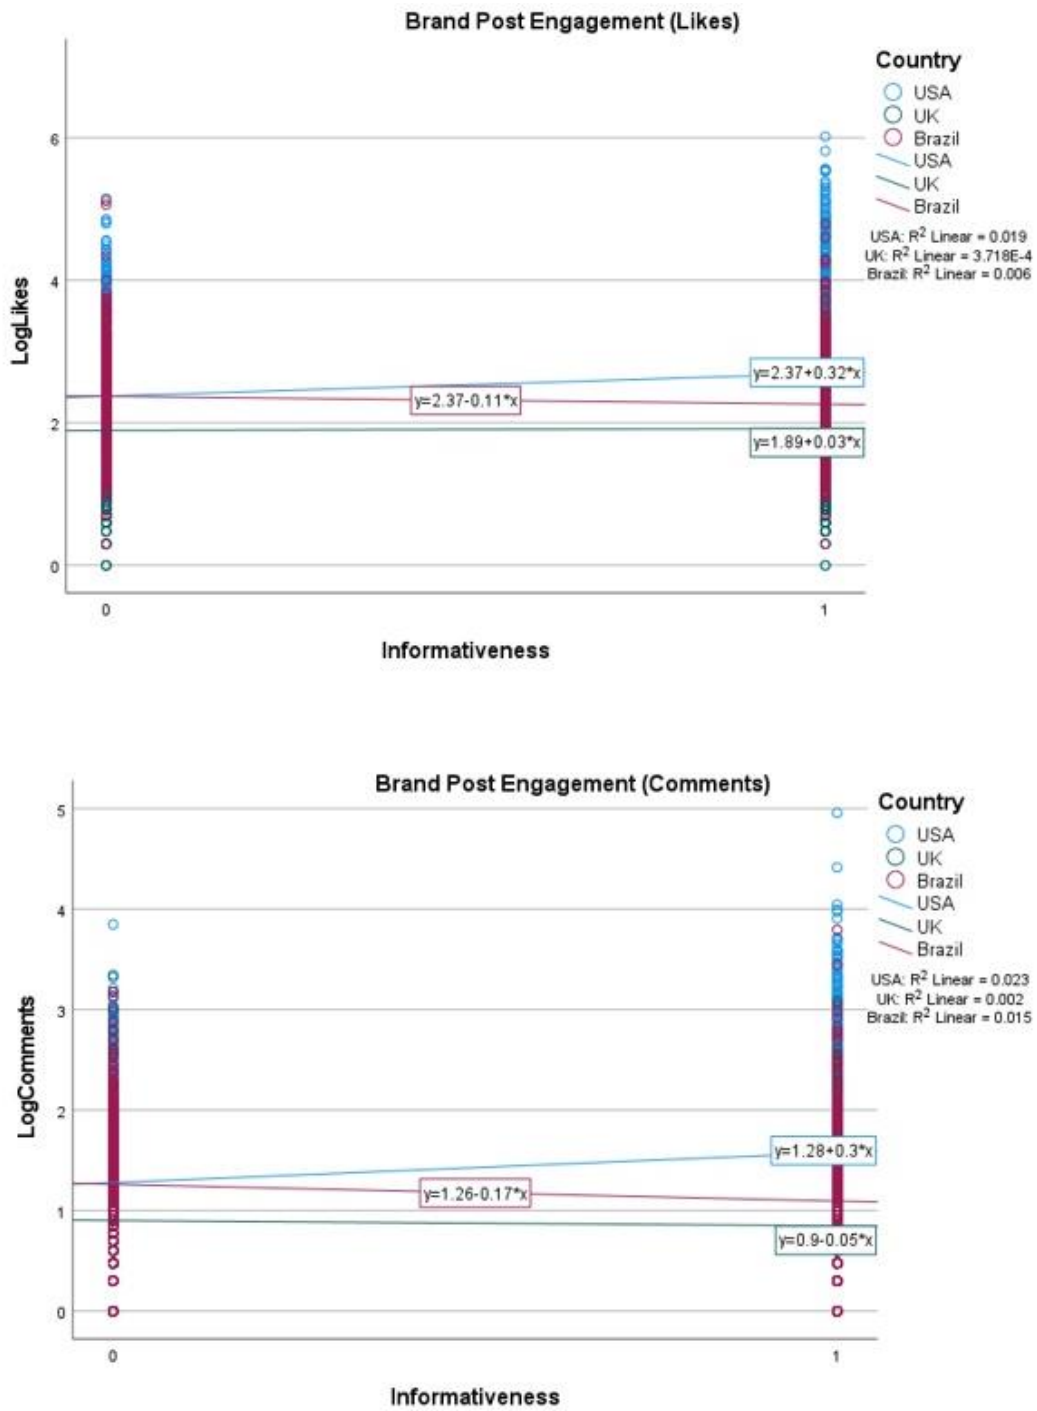 Brand Post Engagement (Likes)
Country
USA
UK
Brazil
USA
UK
Brazil
USA: R² Linear = 0.019
UK: R² Linear = 3.718E-4
Brazil: R² Linear = 0.006
LogLikes
6
4
2
0
y=2.37+0.32*x
y=2.37-0.11*x
y=1.89+0.03*x
0
1
Informativeness
Brand Post Engagement (Comments)
Country
USA
UK
Brazil
USA
UK
Brazil
USA: R² Linear = 0.023
UK: R² Linear = 0.002
Brazil: R² Linear = 0.015
LogComments
5
4
3
2
1
0
y=1.28+0.3*x
y=1.26-0.17*x
y=0.9-0.05*x
0
1
Informativeness